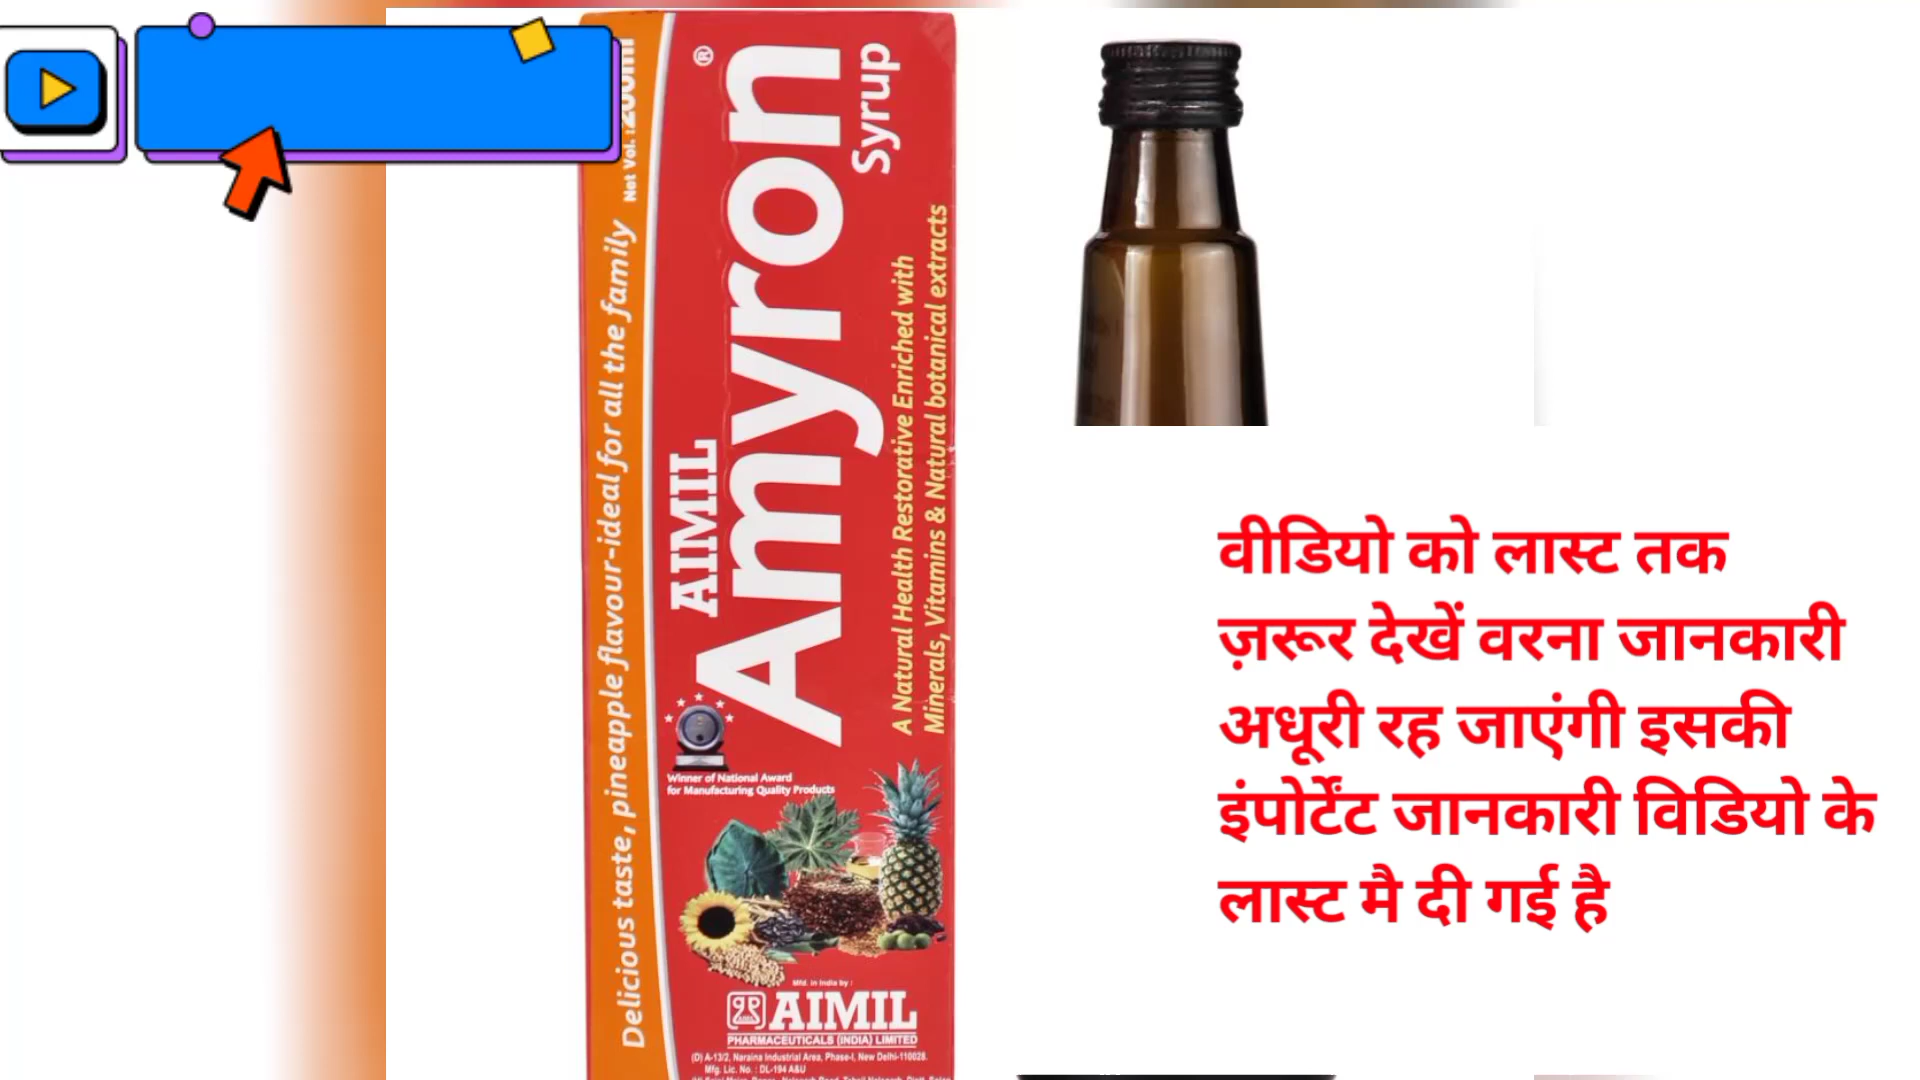 Net Vol. : 200ml
Delicious taste, pineapple flavour-ideal for all the family
AIMIL
Amyron®
Syrup
A Natural Health Restorative Enriched with
Minerals, Vitamins & Natural botanical extracts
Winner of National Award
for Manufacturing Quality Products
Mfd. in India by :
AIMIL
PHARMACEUTICALS (INDIA) LIMITED
(D) A-13/2, Naraina Industrial Area, Phase-I, New Delhi-110028.
Mfg. Lic. No. : DL-194 A&U
वीडियो को लास्ट तक
ज़रूर देखें वरना जानकारी
अधूरी रह जाएंगी इसकी
इंपोर्टेंट जानकारी विडियो के
लास्ट मै दी गई है